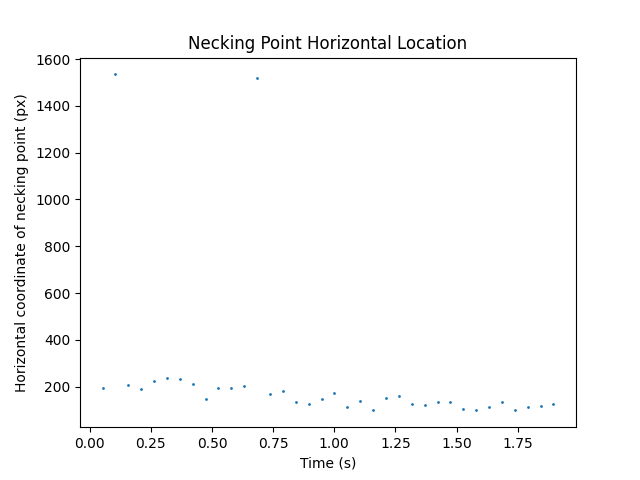 Necking Point Horizontal Location
Horizontal coordinate of necking point (px)
1600
1400
1200
1000
800
600
400
200
0.00 0.25 0.50 0.75 1.00 1.25 1.50 1.75
Time (s)